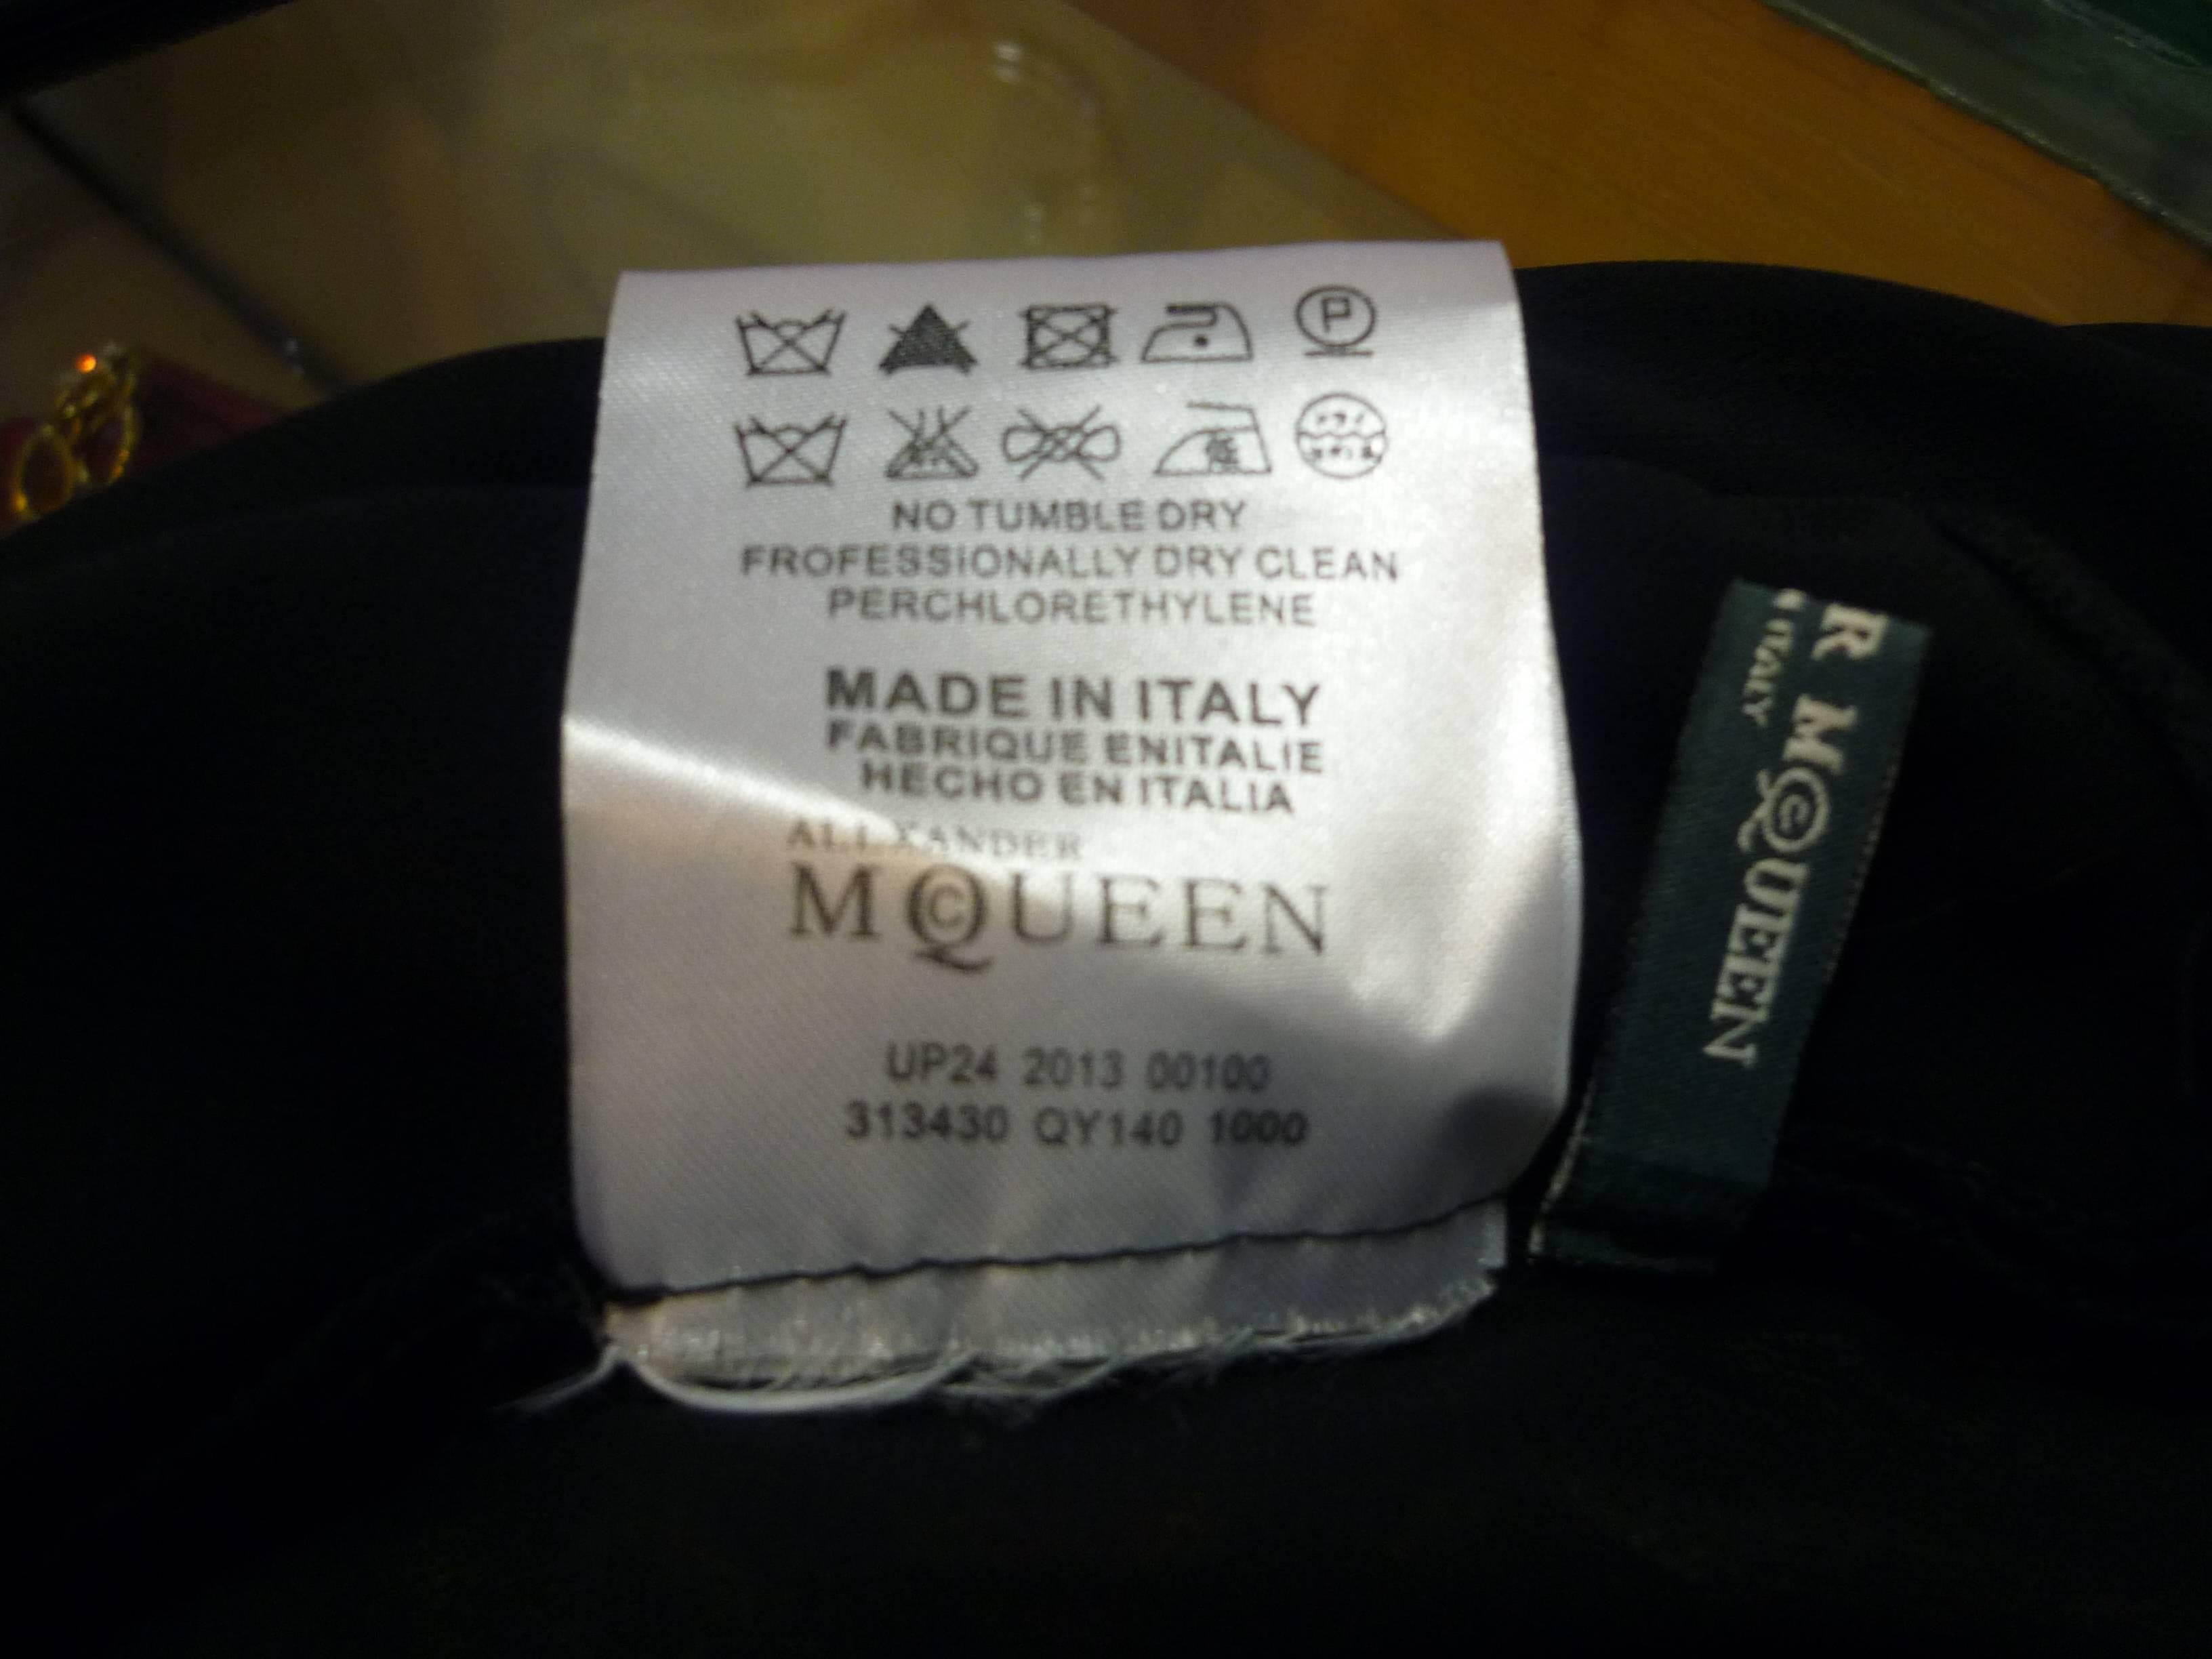 P
NO TUMBLE DRY
FROFESSIONALLY DRY CLEAN
PERCHLORETHYLENE
MADE IN ITALY
FABRIQUE ENITALIE
HECHO EN ITALIA
ALEXANDER
McQUEEN
UP24 2013 00100
313430 QY140 1000
R McQUEEN
ITALY